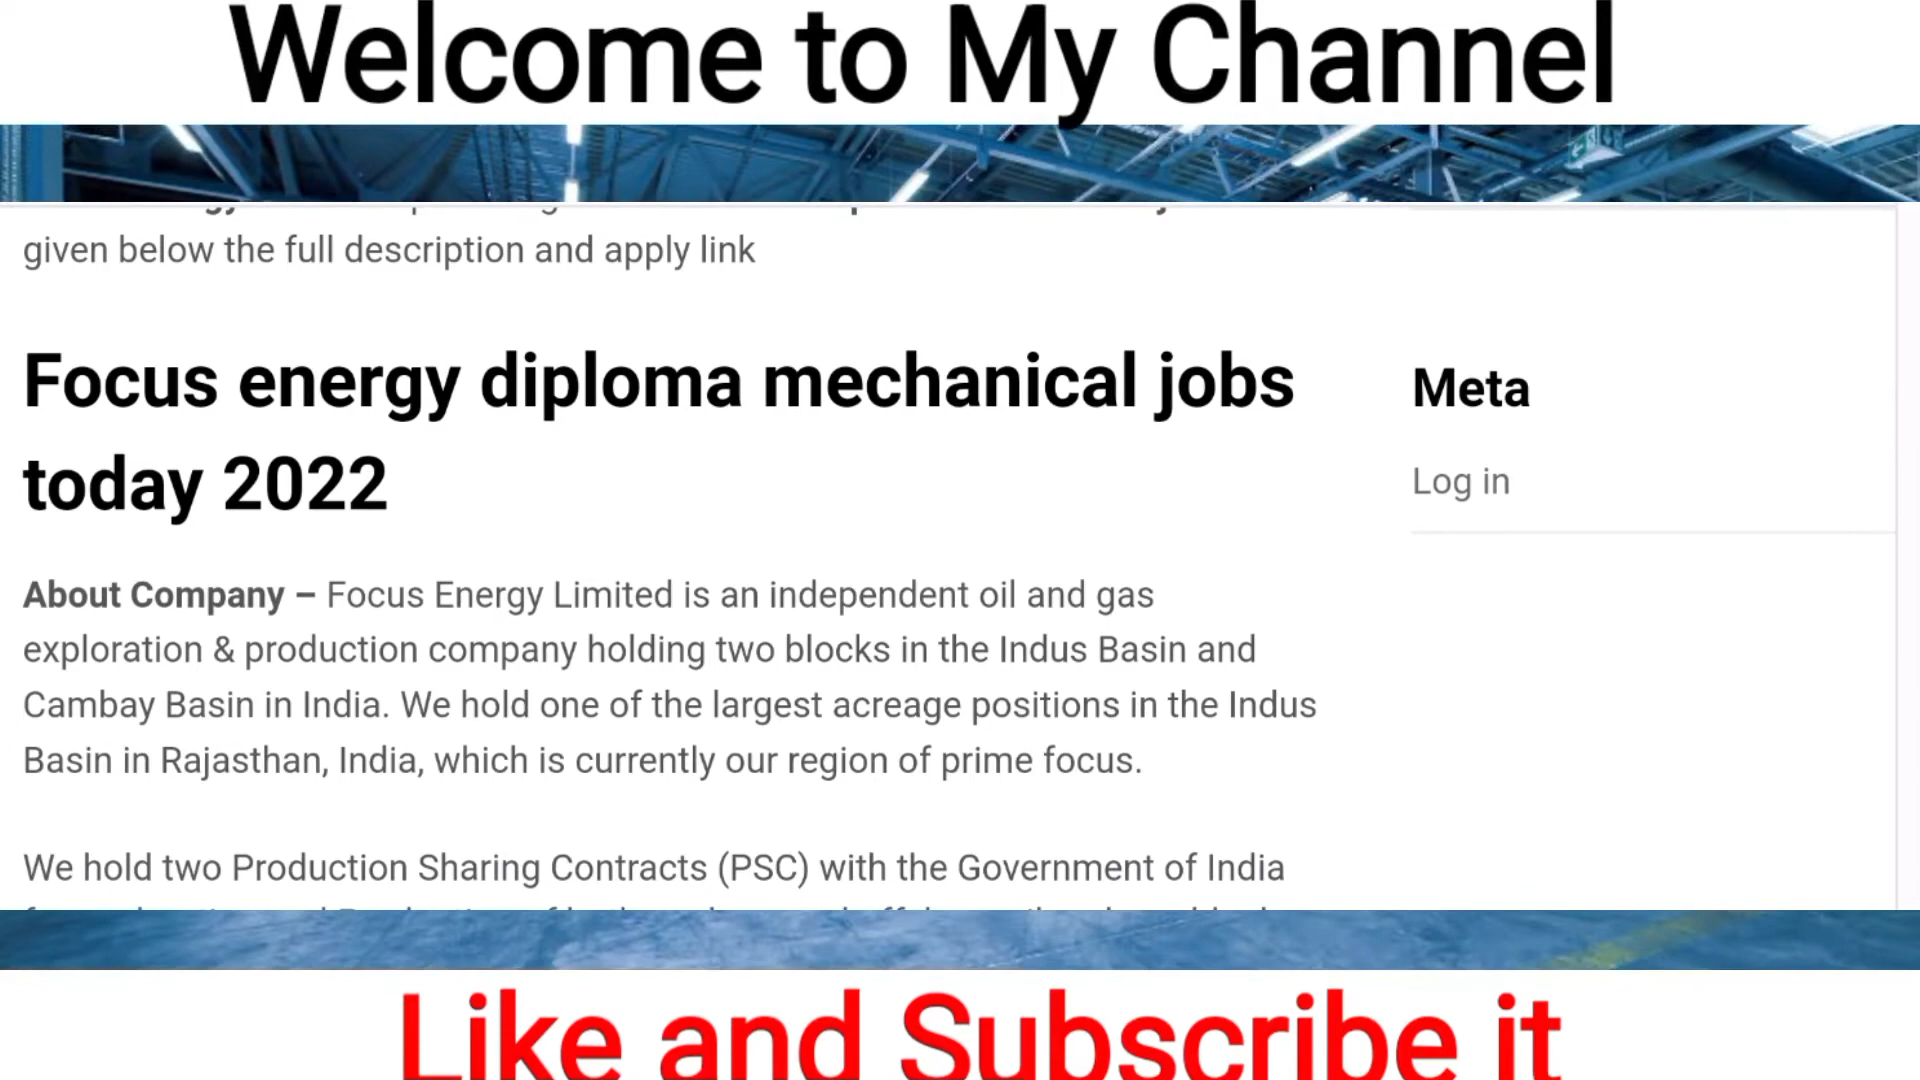 Welcome to My Channel
given below the full description and apply link
Focus energy diploma mechanical jobs
today 2022
About Company – Focus Energy Limited is an independent oil and gas
exploration & production company holding two blocks in the Indus Basin and
Cambay Basin in India. We hold one of the largest acreage positions in the Indus
Basin in Rajasthan, India, which is currently our region of prime focus.
We hold two Production Sharing Contracts (PSC) with the Government of India
Meta
Log in
Like and Subscribe it